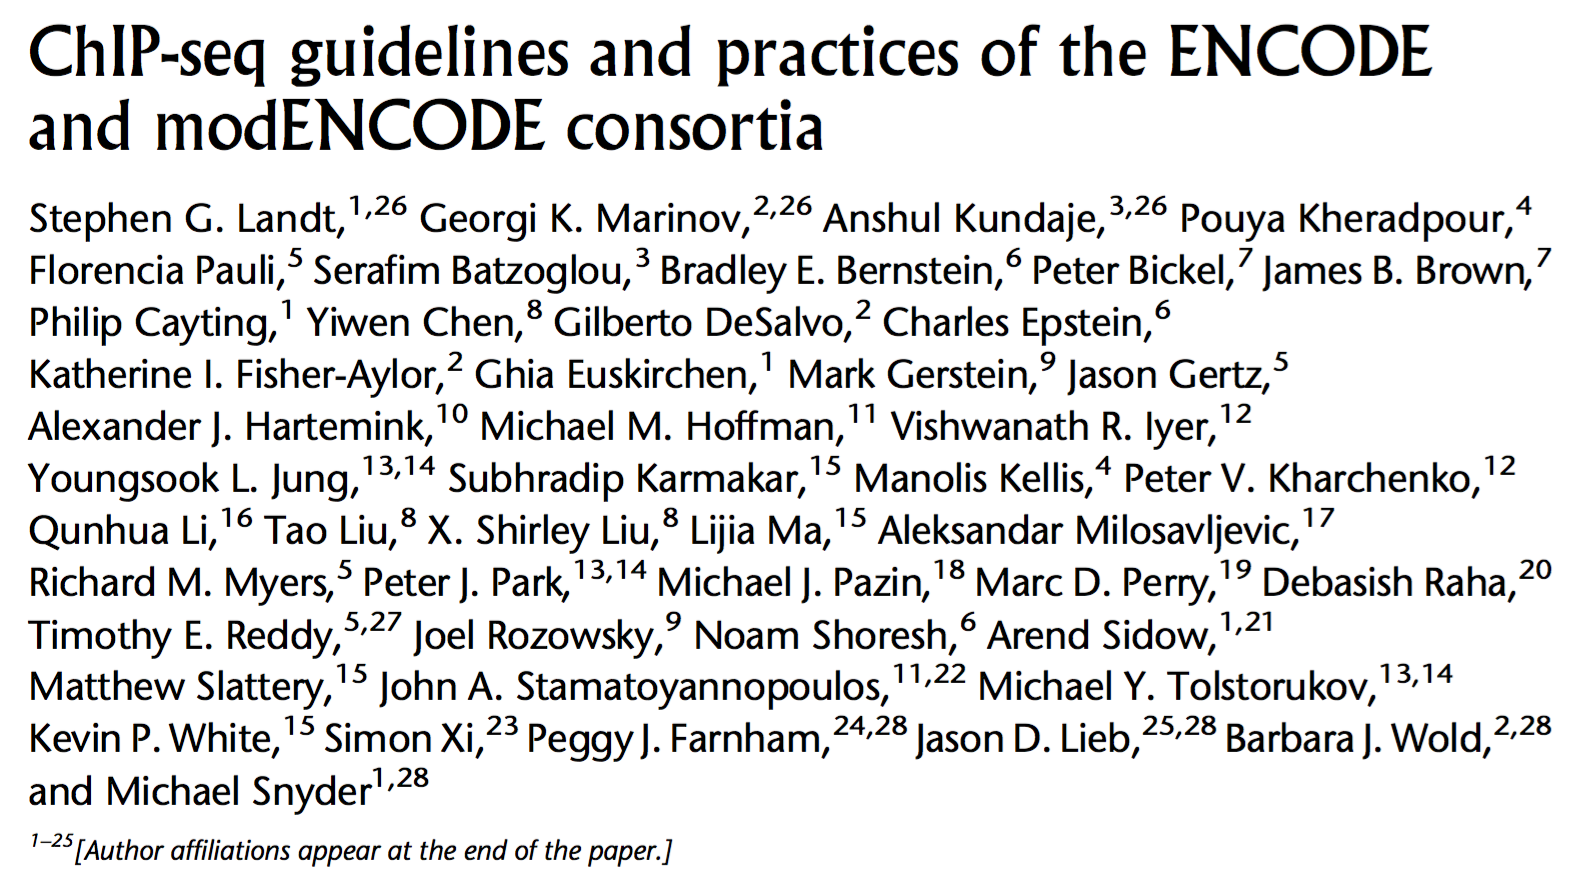 ChIP-seq guidelines and practices of the ENCODE
and modENCODE consortia
Stephen G. Landt,1,26 Georgi K. Marinov,2,26 Anshul Kundaje,3,26 Pouya Kheradpour,4
Florencia Pauli,5 Serafim Batzoglou,3 Bradley E. Bernstein,6 Peter Bickel,7 James B. Brown,7
Philip Cayting,1 Yiwen Chen,8 Gilberto DeSalvo,2 Charles Epstein,6
Katherine I. Fisher-Aylor,2 Ghia Euskirchen,1 Mark Gerstein,9 Jason Gertz,5
Alexander J. Hartemink,10 Michael M. Hoffman,11 Vishwanath R. Iyer,12
Youngsook L. Jung,13,14 Subhradip Karmakar,15 Manolis Kellis,4 Peter V. Kharchenko,12
Qunhua Li,16 Tao Liu,8 X. Shirley Liu,8 Lijia Ma,15 Aleksandar Milosavljevic,17
Richard M. Myers,5 Peter J. Park,13,14 Michael J. Pazin,18 Marc D. Perry,19 Debasish Raha,20
Timothy E. Reddy,5,27 Joel Rozowsky,9 Noam Shoresh,6 Arend Sidow,1,21
Matthew Slattery,15 John A. Stamatoyannopoulos,11,22 Michael Y. Tolstorukov,13,14
Kevin P. White,15 Simon Xi,23 Peggy J. Farnham,24,28 Jason D. Lieb,25,28 Barbara J. Wold,2,28
and Michael Snyder1,28
1–25[Author affiliations appear at the end of the paper.]